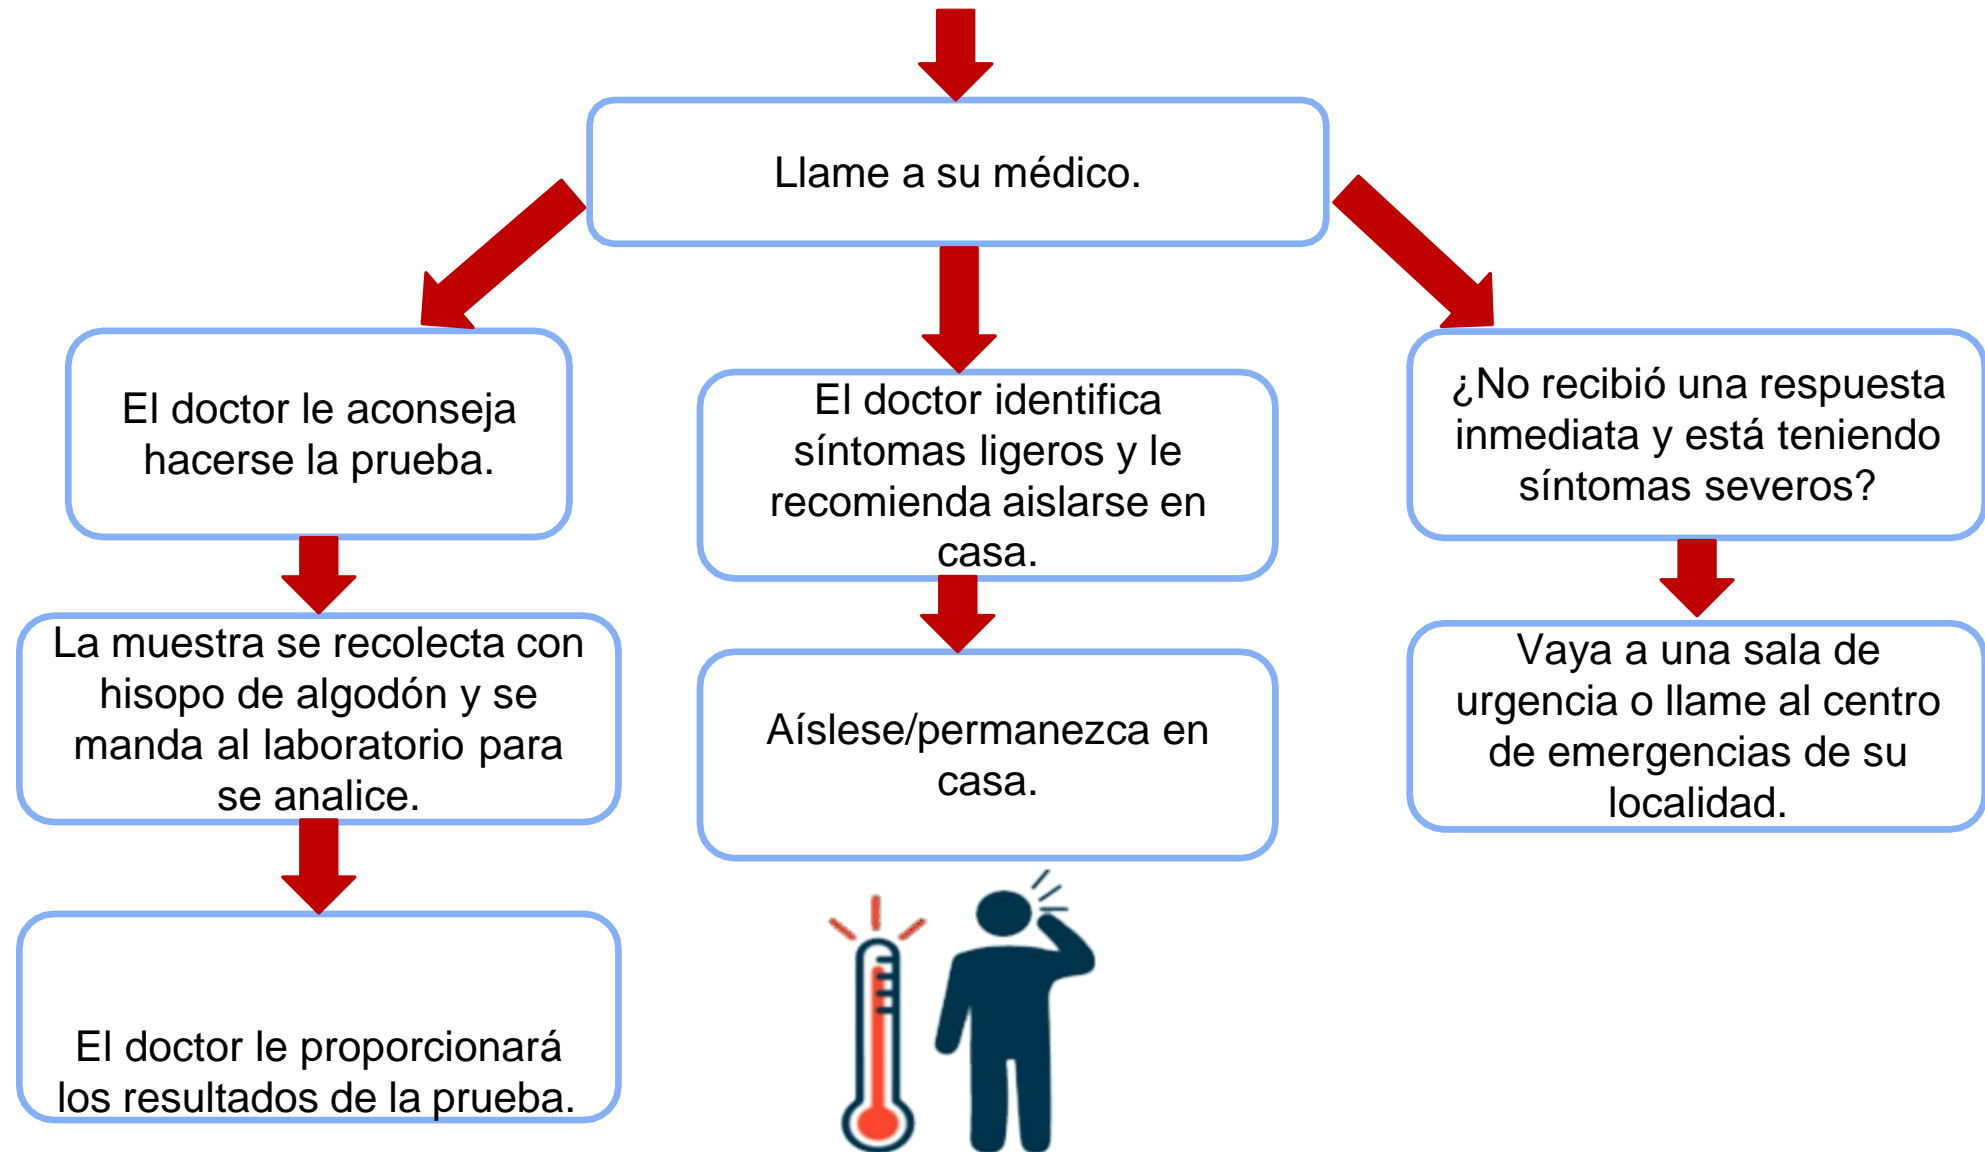 Llame a su médico.
El doctor le aconseja
hacerse la prueba.
La muestra se recolecta con
hisopo de algodón y se
manda al laboratorio para
se analice.
El doctor le proporcionará
los resultados de la prueba.
El doctor identifica
síntomas ligeros y le
recomienda aislarse en
casa.
Aíslese/permanezca en
casa.
¿No recibió una respuesta
inmediata y está teniendo
síntomas severos?
Vaya a una sala de
urgencia o llame al centro
de emergencias de su
localidad.